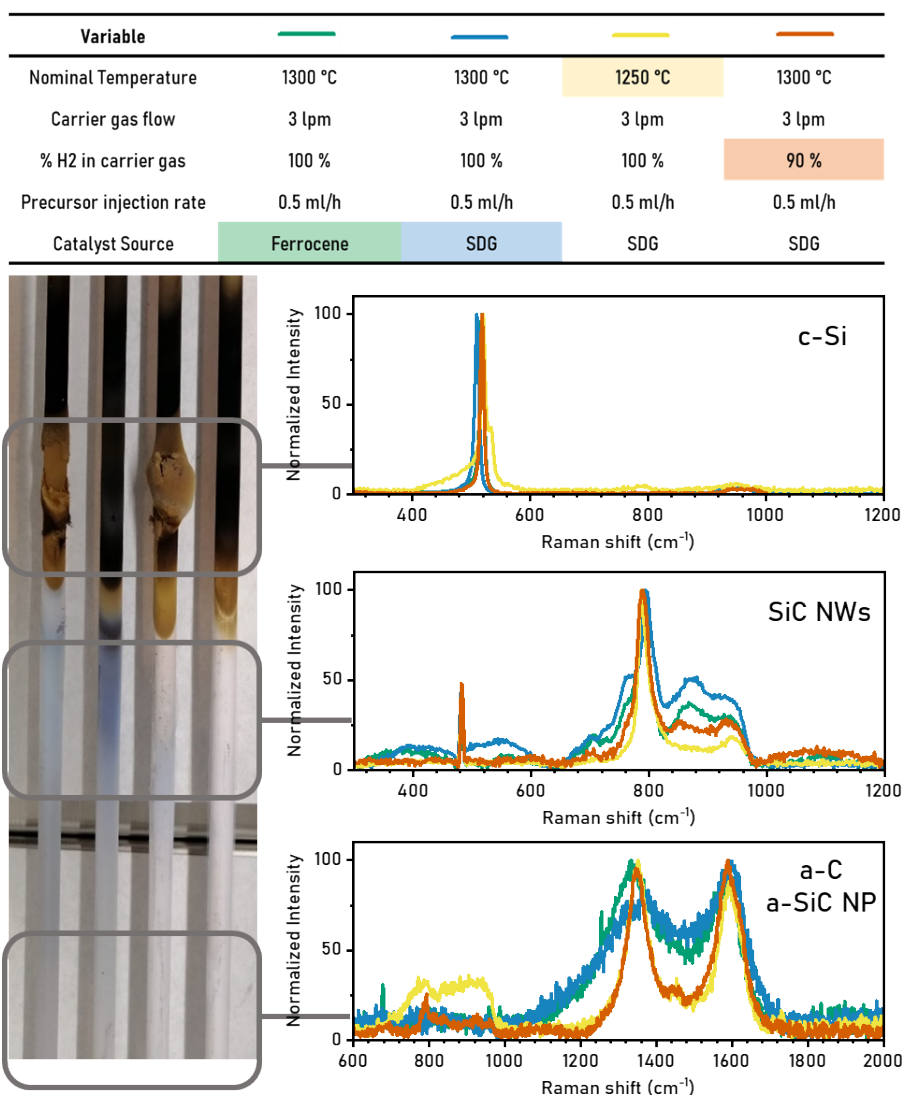 Variable
Nominal Temperature 1300 °C 1300 °C 1250 °C 1300 °C
Carrier gas flow 3 lpm 3 lpm 3 lpm 3 lpm
% H2 in carrier gas 100 % 100 % 100 % 90 %
Precursor injection rate 0.5 ml/h 0.5 ml/h 0.5 ml/h 0.5 ml/h
Catalyst Source Ferrocene SDG SDG SDG
c-Si
Normalized Intensity
100
50
0
400 600 800 1000 1200
Raman shift (cm⁻¹)
SiC NWs
Normalized Intensity
100
50
0
400 600 800 1000 1200
Raman shift (cm⁻¹)
a-C
a-SiC NP
Normalized Intensity
100
50
0
600 800 1000 1200 1400 1600 1800 2000
Raman shift (cm⁻¹)